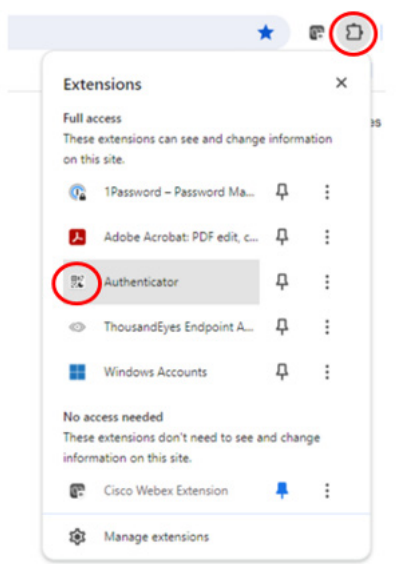 Extensions
es
Full access
These extensions can see and change information
on this site.
1Password – Password Ma...
Adobe Acrobat: PDF edit, c...
Authenticator
ThousandEyes Endpoint A...
Windows Accounts
No access needed
These extensions don't need to see and change
information on this site.
Cisco Webex Extension
Manage extensions